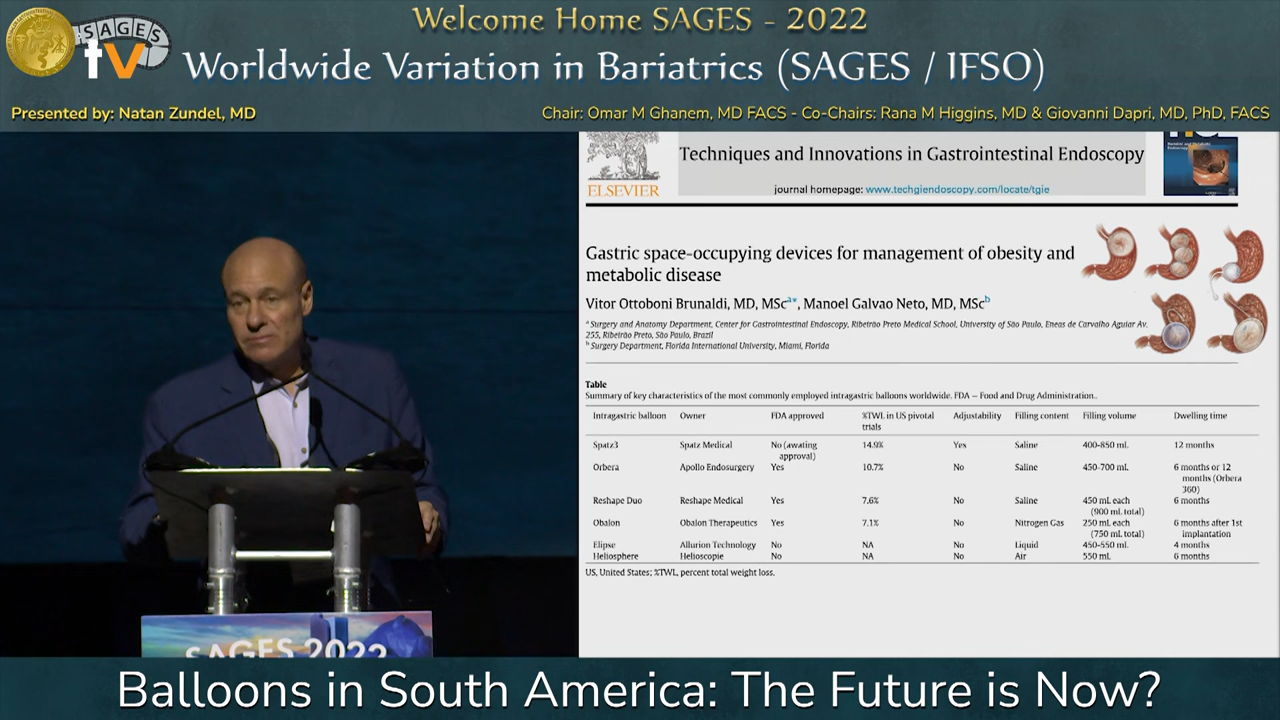 Welcome Home SAGES - 2022
SAGES
tv
Worldwide Variation in Bariatrics (SAGES / IFSO)
Presented by: Natan Zundel, MD
Chair: Omar M Ghanem, MD FACS - Co-Chairs: Rana M Higgins, MD & Giovanni Dapri, MD, PhD, FACS
Techniques and Innovations in Gastrointestinal Endoscopy
ELSEVIER
journal homepage: www.techgiendoscopy.com/locate/tgie
Gastric space-occupying devices for management of obesity and
metabolic disease
Vitor Ottoboni Brunaldi, MD, MSca*, Manoel Galvao Neto, MD, MScb
a Surgery and Anatomy Department, Center for Gastrointestinal Endoscopy, Ribeirão Preto Medical School, University of São Paulo, Eneas de Carvalho Aguiar Av.
255, Ribeirão Preto, São Paulo, Brazil
b Surgery Department, Florida International University, Miami, Florida
Table
Summary of key characteristics of the most commonly employed intragastric balloons worldwide. FDA – Food and Drug Administration..
Intragastric balloon Owner FDA approved %TWL in US pivotal Adjustability Filling content Filling volume Dwelling time
trials
Spatz3 Spatz Medical No (awating 14.9% Yes Saline 400-850 mL 12 months
approval)
Orbera Apollo Endosurgery Yes 10.7% No Saline 450-700 mL 6 months or 12
months (Orbera
360)
Reshape Duo Reshape Medical Yes 7.6% No Saline 450 mL each 6 months
(900 mL total)
Obalon Obalon Therapeutics Yes 7.1% No Nitrogen Gas 250 mL each 6 months after 1st
(750 mL total) implantation
Elipse Allurion Technology No NA No Liquid 450-550 mL 4 months
Heliosphere Helioscopie No NA No Air 550 mL 6 months
US, United States; %TWL, percent total weight loss.
SAGES 2022
Balloons in South America: The Future is Now?